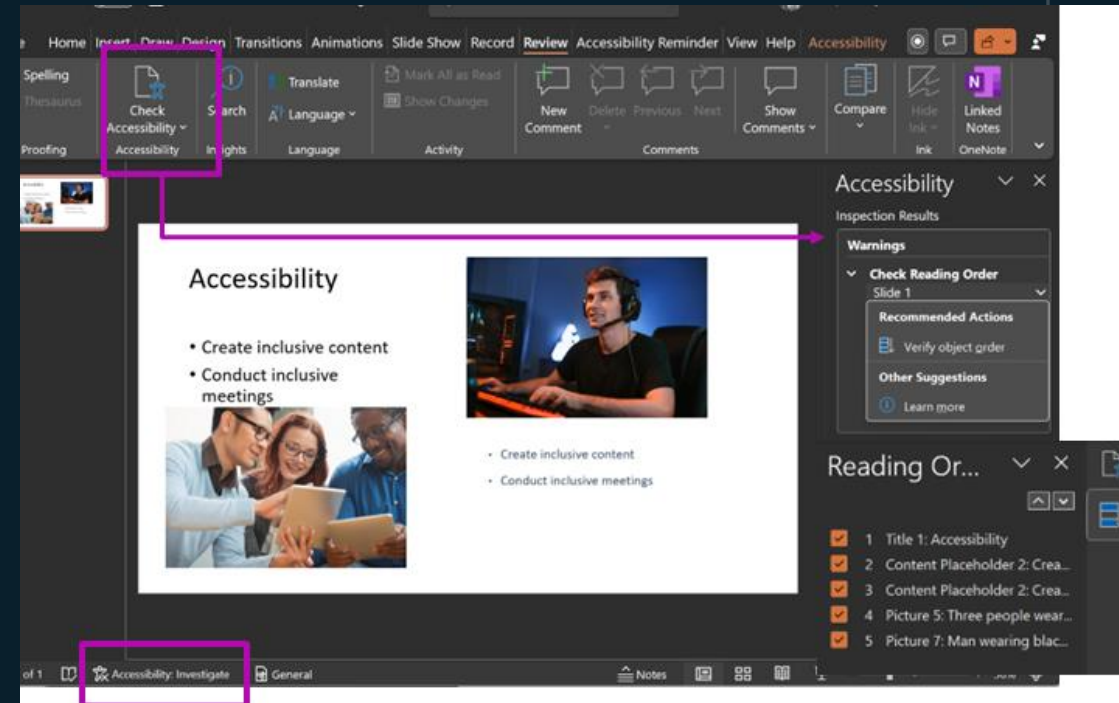 Home Insert Draw Design Transitions Animations Slide Show Record Review Accessibility Reminder View Help Accessibility
Spelling
Thesaurus
Proofing
Check Accessibility
Accessibility
Search
Insights
Translate
Language
Language
Mark All as Read
Show Changes
Activity
New Comment
Delete Previous Next
Show Comments
Comments
Compare
Hide Ink
Ink
Linked Notes
OneNote
Accessibility
• Create inclusive content
• Conduct inclusive
meetings
• Create inclusive content
• Conduct inclusive meetings
Accessibility
Inspection Results
Warnings
Check Reading Order
Slide 1
Recommended Actions
Verify object order
Other Suggestions
Learn more
Reading Or...
1 Title 1: Accessibility
2 Content Placeholder 2: Crea...
3 Content Placeholder 2: Crea...
4 Picture 5: Three people wear...
5 Picture 7: Man wearing blac...
of 1 Accessibility: Investigate General Notes